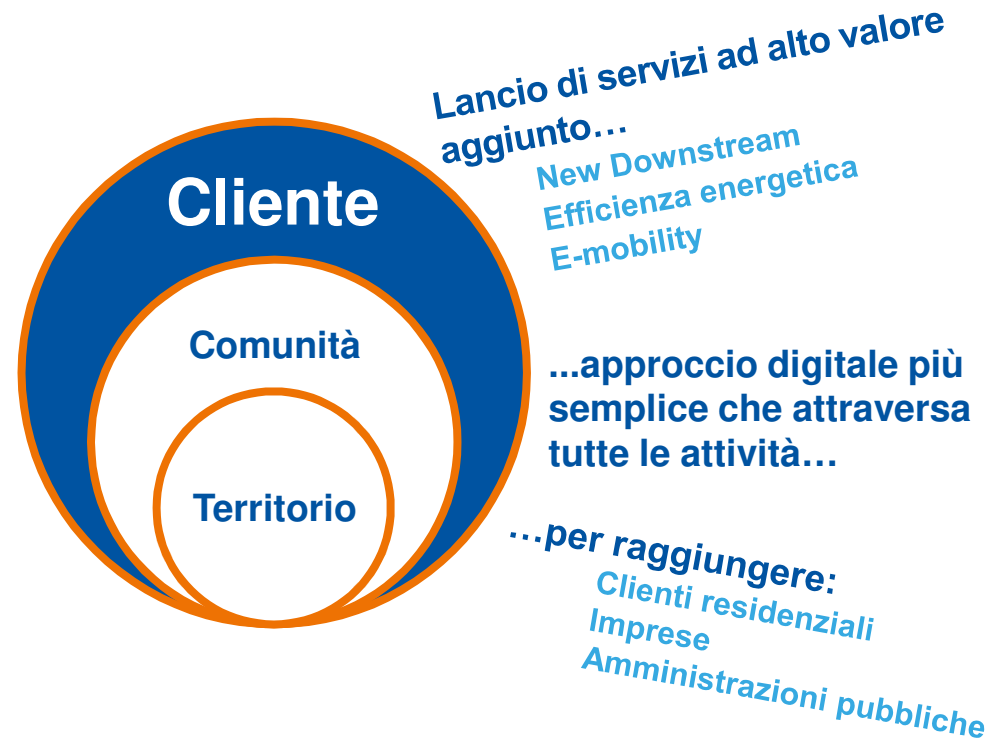 Lancio di servizi ad alto valore
aggiunto…
New Downstream
Efficienza energetica
E-mobility
Cliente
Comunità
Territorio
...approccio digitale più
semplice che attraversa
tutte le attività…
…per raggiungere:
Clienti residenziali
Imprese
Amministrazioni pubbliche